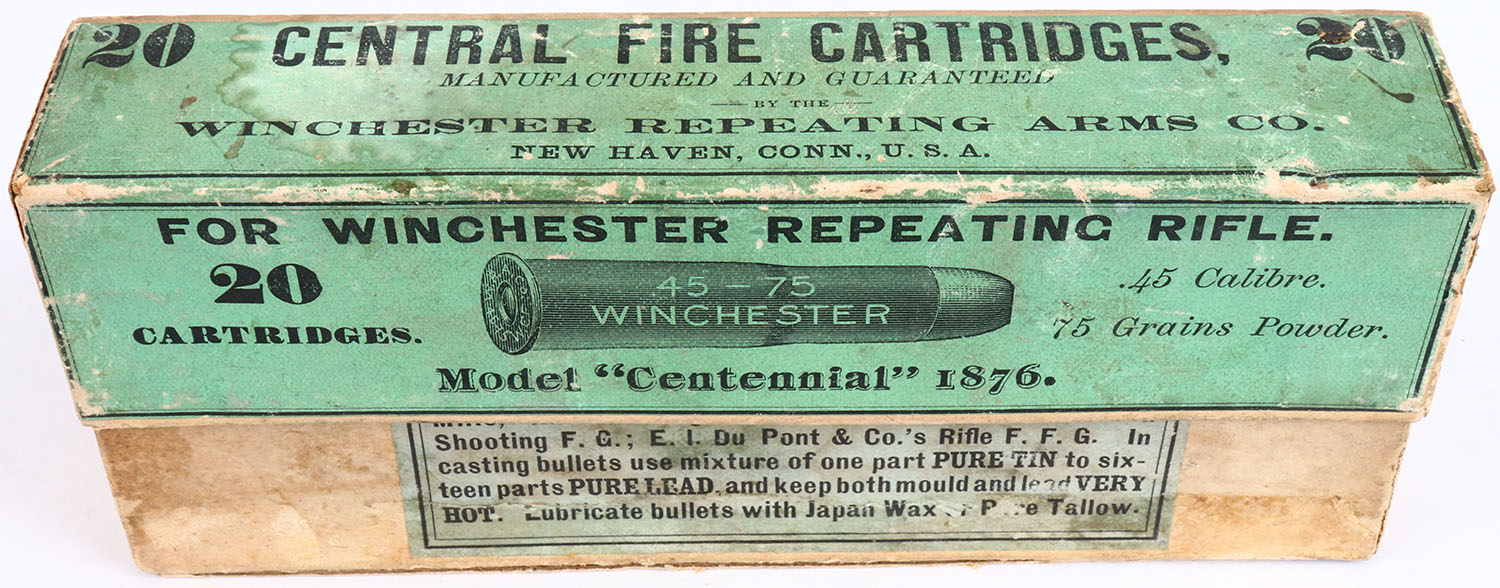 20 CENTRAL FIRE CARTRIDGES, 20
MANUFACTURED AND GUARANTEED
BY THE
WINCHESTER REPEATING ARMS CO.
NEW HAVEN, CONN., U. S. A.
FOR WINCHESTER REPEATING RIFLE.
20
CARTRIDGES.
45-75
WINCHESTER
.45 Calibre.
75 Grains Powder.
Model "Centennial" 1876.
Shooting F. G.; E. I. Du Pont & Co.'s Rifle F. F. G. In
casting bullets use mixture of one part PURE TIN to six-
teen parts PURE LEAD, and keep both mould and lead VERY
HOT. Lubricate bullets with Japan Wax or Pure Tallow.